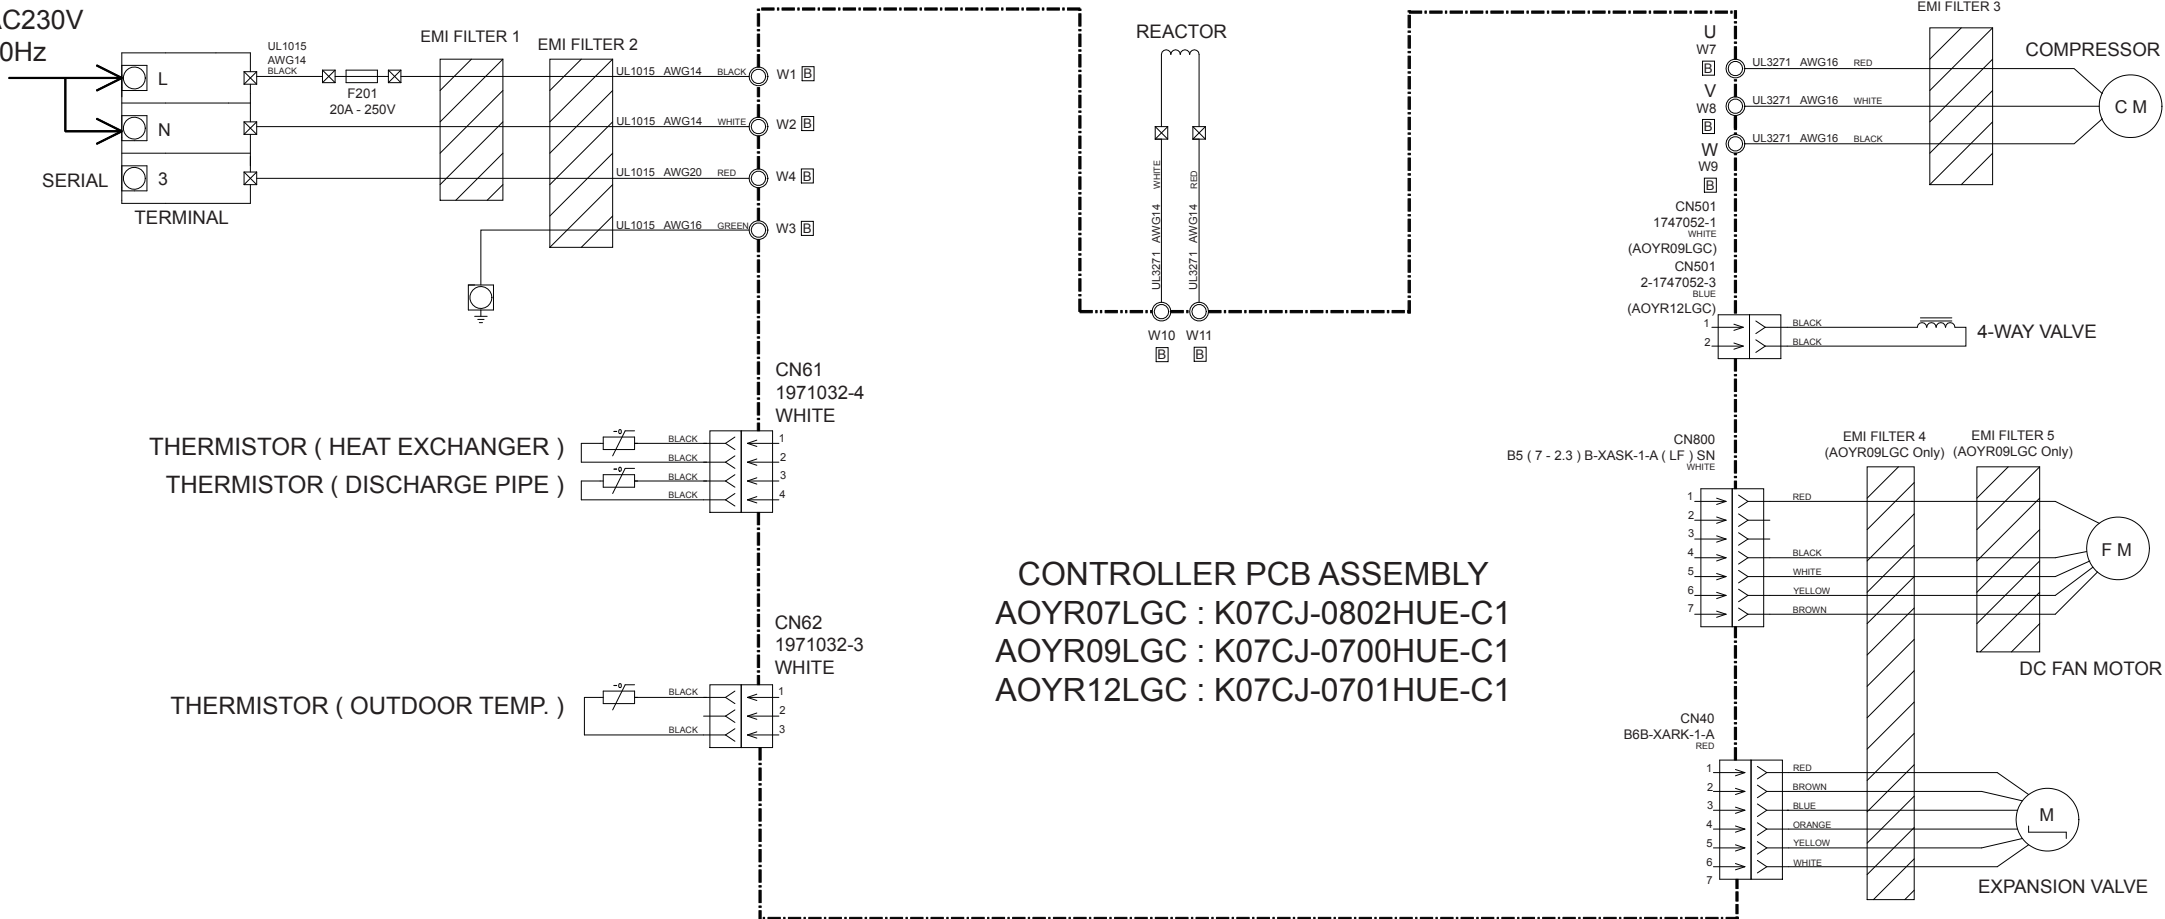 AC230V
0Hz
L
N
SERIAL
3
TERMINAL
UL1015
AWG14
BLACK
F201
20A - 250V
EMI FILTER 1
EMI FILTER 2
UL1015 AWG14 BLACK
W1 B
UL1015 AWG14 WHITE
W2 B
UL1015 AWG20 RED
W4 B
UL1015 AWG16 GREEN
W3 B
REACTOR
UL3271 AWG14 WHITE
UL3271 AWG14 RED
W10 W11
B B
EMI FILTER 3
COMPRESSOR
C M
U
W7
B
UL3271 AWG16 RED
V
W8
B
UL3271 AWG16 WHITE
W
W9
B
UL3271 AWG16 BLACK
CN501
1747052-1
WHITE
(AOYR09LGC)
CN501
2-1747052-3
BLUE
(AOYR12LGC)
1
BLACK
2
BLACK
4-WAY VALVE
CN61
1971032-4
WHITE
THERMISTOR ( HEAT EXCHANGER )
BLACK
1
BLACK
2
THERMISTOR ( DISCHARGE PIPE )
BLACK
3
BLACK
4
CN62
1971032-3
WHITE
THERMISTOR ( OUTDOOR TEMP. )
BLACK
1
2
BLACK
3
CONTROLLER PCB ASSEMBLY
AOYR07LGC : K07CJ-0802HUE-C1
AOYR09LGC : K07CJ-0700HUE-C1
AOYR12LGC : K07CJ-0701HUE-C1
CN800
B5 ( 7 - 2.3 ) B-XASK-1-A ( LF ) SN
WHITE
EMI FILTER 4
(AOYR09LGC Only)
EMI FILTER 5
(AOYR09LGC Only)
1
RED
2
3
4
BLACK
5
WHITE
6
YELLOW
7
BROWN
F M
DC FAN MOTOR
CN40
B6B-XARK-1-A
RED
1
RED
2
BROWN
3
BLUE
4
ORANGE
5
YELLOW
6
WHITE
7
M
EXPANSION VALVE